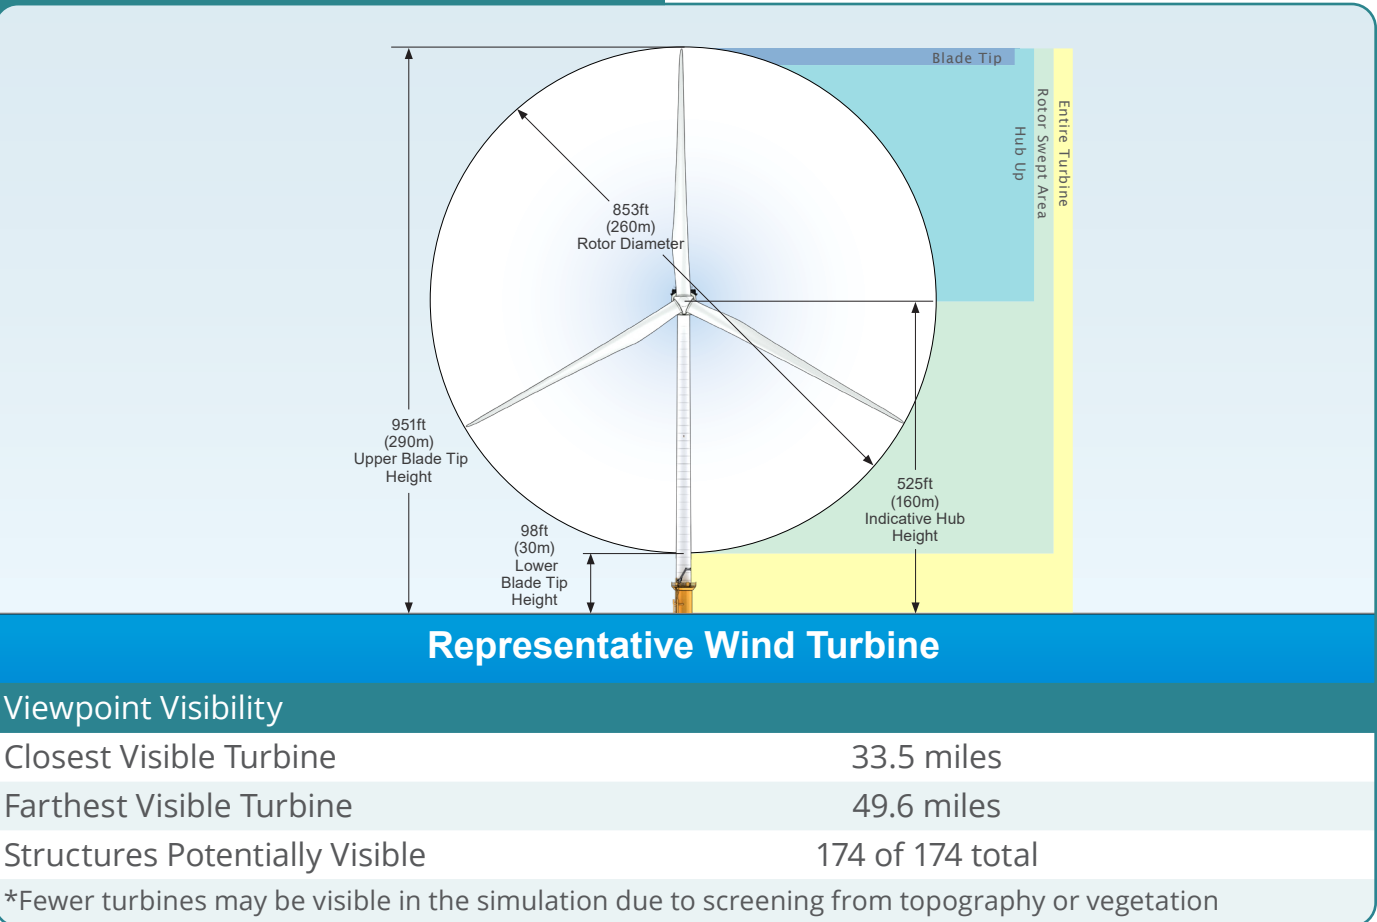 Blade Tip
Hub Up
Rotor Swept Area
Entire Turbine
853ft
(260m)
Rotor Diameter
951ft
(290m)
Upper Blade Tip
Height
525ft
(160m)
Indicative Hub
Height
98ft
(30m)
Lower
Blade Tip
Height
Representative Wind Turbine
Viewpoint Visibility
Closest Visible Turbine 33.5 miles
Farthest Visible Turbine 49.6 miles
Structures Potentially Visible 174 of 174 total
*Fewer turbines may be visible in the simulation due to screening from topography or vegetation